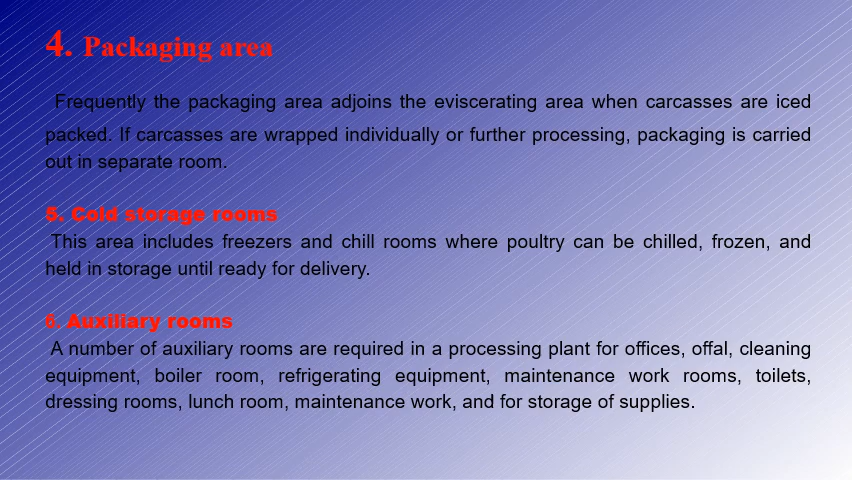 4. Packaging area
Frequently the packaging area adjoins the eviscerating area when carcasses are iced
packed. If carcasses are wrapped individually or further processing, packaging is carried
out in separate room.
5. Cold storage rooms
This area includes freezers and chill rooms where poultry can be chilled, frozen, and
held in storage until ready for delivery.
6. Auxiliary rooms
A number of auxiliary rooms are required in a processing plant for offices, offal, cleaning
equipment, boiler room, refrigerating equipment, maintenance work rooms, toilets,
dressing rooms, lunch room, maintenance work, and for storage of supplies.